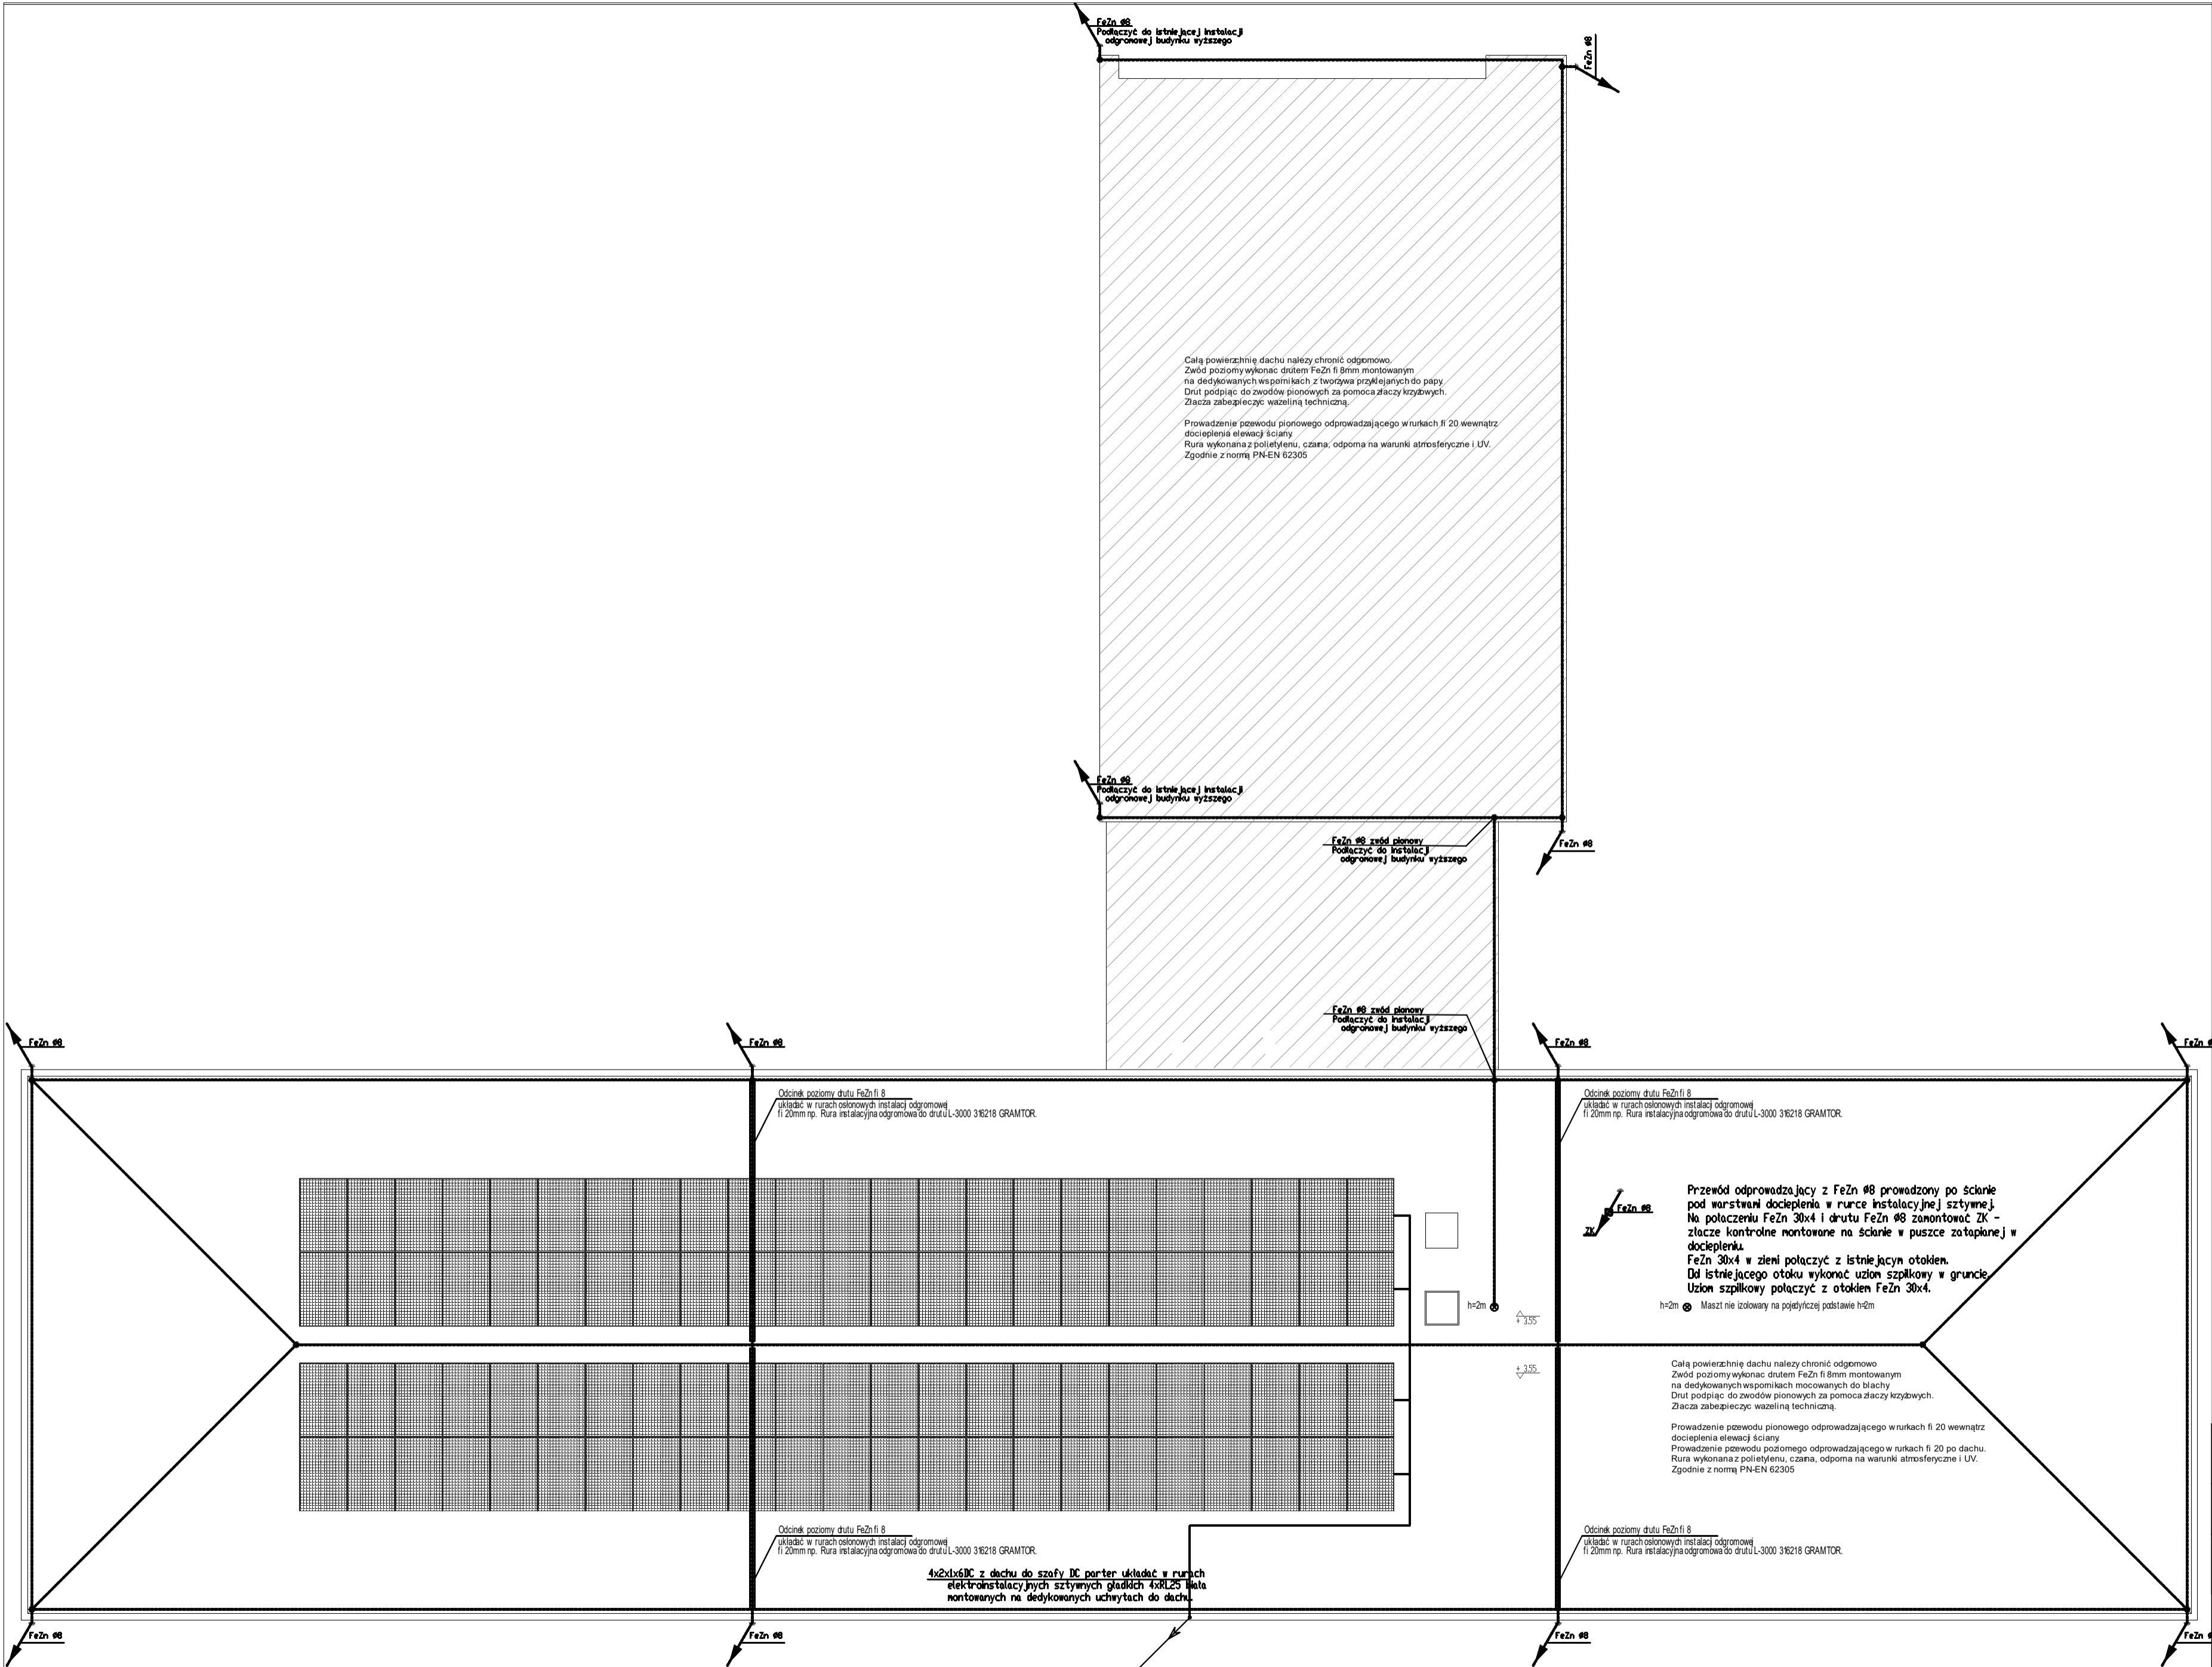 FeZn Ø8
Podłączyć do istniejącej instalacji
odgromowej budynku wyższego
FeZn Ø8
Całą powierzchnię dachu nalezy chronić odgromowo.
Zwód poziomy wykonac drutem FeZn fi 8mm montowanym
na dedykowanych wspornikach z tworzywa przyklejanych do papy.
Drut podpiąc do zwodów pionowych za pomoca złaczy krzyżowych.
Złacza zabezpieczyc wazeliną techniczną.
Prowadzenie przewodu pionowego odprowadzającego w rurkach fi 20 wewnątrz
docieplenia elewacji ściany.
Rura wykonana z polietylenu, czarna, odporna na warunki atmosferyczne i UV.
Zgodnie z normą PN-EN 62305
FeZn Ø8
Podłączyć do istniejącej instalacji
odgromowej budynku wyższego
FeZn Ø8 zwód pionowy
Podłączyć do instalacji
odgromowej budynku wyższego
FeZn Ø8
FeZn Ø8 zwód pionowy
Podłączyć do instalacji
odgromowej budynku wyższego
FeZn Ø8
FeZn Ø8
FeZn Ø8
FeZn
Odcinek poziomy drutu FeZn fi 8
układać w rurach osłonowych instalacji odgromowej
fi 20mm np. Rura instalacyjna odgromowa do drutu L-3000 316218 GRAMTOR.
Odcinek poziomy drutu FeZn fi 8
układać w rurach osłonowych instalacji odgromowej
fi 20mm np. Rura instalacyjna odgromowa do drutu L-3000 316218 GRAMTOR.
FeZn Ø8
ZK
Przewód odprowadzający z FeZn Ø8 prowadzony po ścianie
pod warstwami docieplenia w rurce instalacyjnej sztywnej.
Na połaczeniu FeZn 30x4 i drutu FeZn Ø8 zamontować ZK -
złacze kontrolne montowane na ścianie w puszce zatapianej w
dociepleniu.
FeZn 30x4 w ziemi połączyć z istniejącym otokiem.
Od istniejącego otoku wykonać uziom szpilkowy w gruncie.
Uziom szpilkowy połączyć z otokiem FeZn 30x4.
h=2m
h=2m Maszt nie izolowany na pojedyńczej podstawie h=2m
+ 3.55
+ 3.55
Całą powierzchnię dachu nalezy chronić odgromowo
Zwód poziomy wykonac drutem FeZn fi 8mm montowanym
na dedykowanych wspornikach mocowanych do blachy
Drut podpiąc do zwodów pionowych za pomoca złaczy krzyżowych.
Złacza zabezpieczyc wazeliną techniczną.
Prowadzenie przewodu pionowego odprowadzającego w rurkach fi 20 wewnątrz
docieplenia elewacji ściany.
Prowadzenie przewodu poziomego odprowadzającego w rurkach fi 20 po dachu.
Rura wykonana z polietylenu, czarna, odporna na warunki atmosferyczne i UV.
Zgodnie z normą PN-EN 62305
Odcinek poziomy drutu FeZn fi 8
układać w rurach osłonowych instalacji odgromowej
fi 20mm np. Rura instalacyjna odgromowa do drutu L-3000 316218 GRAMTOR.
Odcinek poziomy drutu FeZn fi 8
układać w rurach osłonowych instalacji odgromowej
fi 20mm np. Rura instalacyjna odgromowa do drutu L-3000 316218 GRAMTOR.
4x2x1x6DC z dachu do szafy DC parter układać w rurach
elektroinstalacyjnych sztywnych gładkich 4xRL25 biała
montowanych na dedykowanych uchwytach do dachu.
FeZn Ø8
FeZn Ø8
FeZn Ø8
FeZn